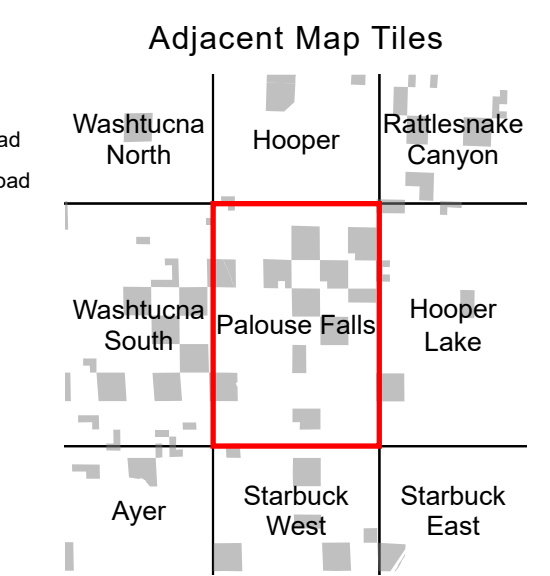 Adjacent Map Tiles
Washtucna
North
Hooper
Rattlesnake
Canyon
ad
oad
Washtucna
South
Palouse Falls
Hooper
Lake
Ayer
Starbuck
West
Starbuck
East